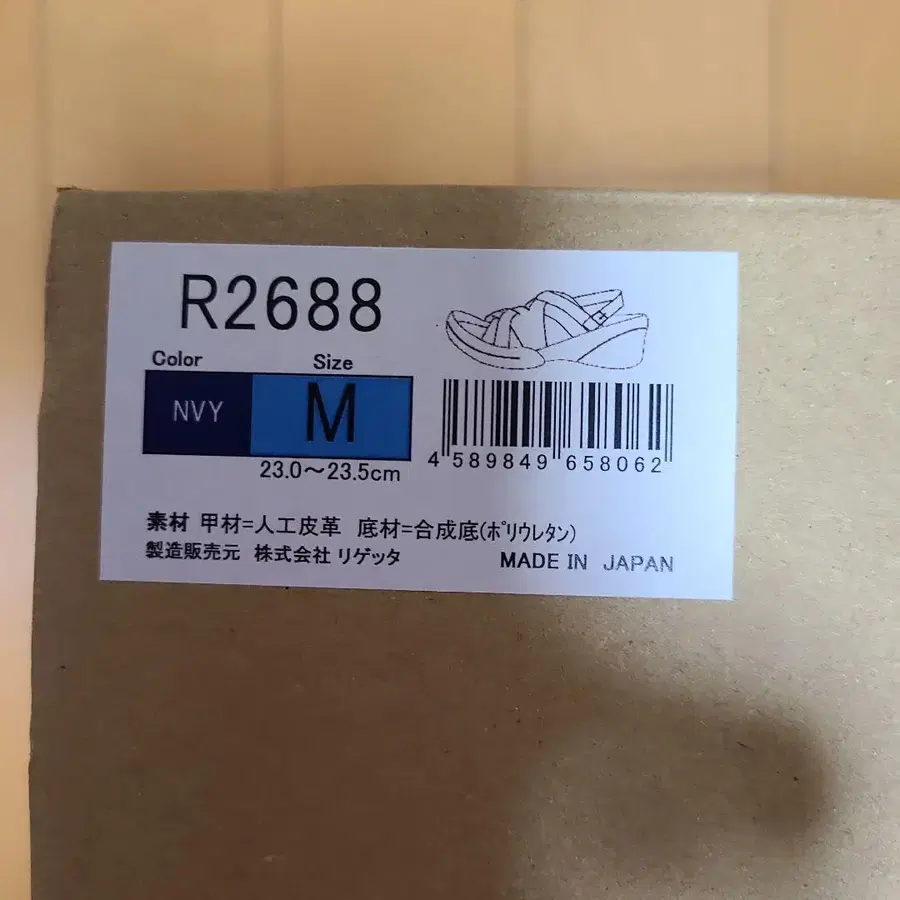 R2688
Color Size
NVY M
23.0～23.5cm
4 589849 658062
素材 甲材=人工皮革 底材=合成底(ﾎﾟﾘｳﾚﾀﾝ)
製造販売元 株式会社 リゲッタ MADE IN JAPAN